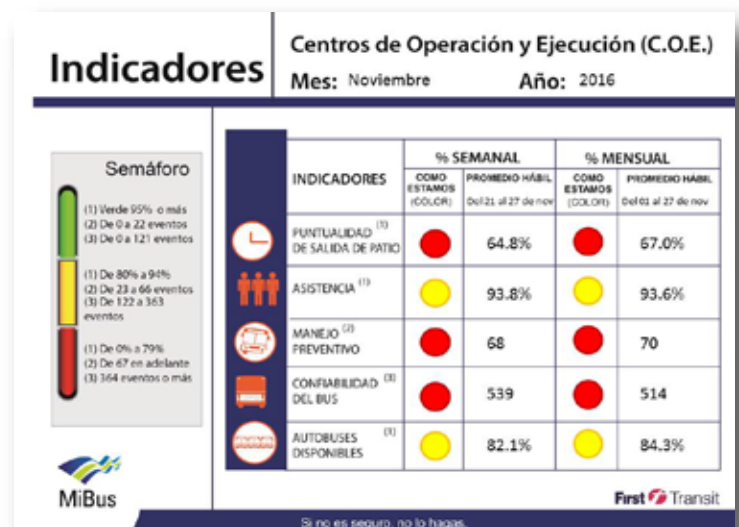 Indicadores
Centros de Operación y Ejecución (C.O.E.)
Mes: Noviembre Año: 2016
Semáforo
(1) Verde 95% o más
(2) De 0 a 22 eventos
(3) De 0 a 121 eventos
(1) De 80% a 94%
(2) De 23 a 66 eventos
(3) De 122 a 363
eventos
(1) De 0% a 79%
(2) De 67 en adelante
(3) 364 eventos o más
INDICADORES
% SEMANAL
% MENSUAL
COMO
ESTAMOS
(COLOR)
PROMEDIO HÁBIL
Del 21 al 27 de nov
COMO
ESTAMOS
(COLOR)
PROMEDIO HÁBIL
Del 01 al 27 de nov
PUNTUALIDAD (1)
DE SALIDA DE PATIO
64.8%
67.0%
ASISTENCIA (1)
93.8%
93.6%
MANEJO (2)
PREVENTIVO
68
70
CONFIABILIDAD (3)
DEL BUS
539
514
AUTOBUSES
DISPONIBLES
82.1%
84.3%
MiBus
First Transit
Si no es seguro, no lo hagas.